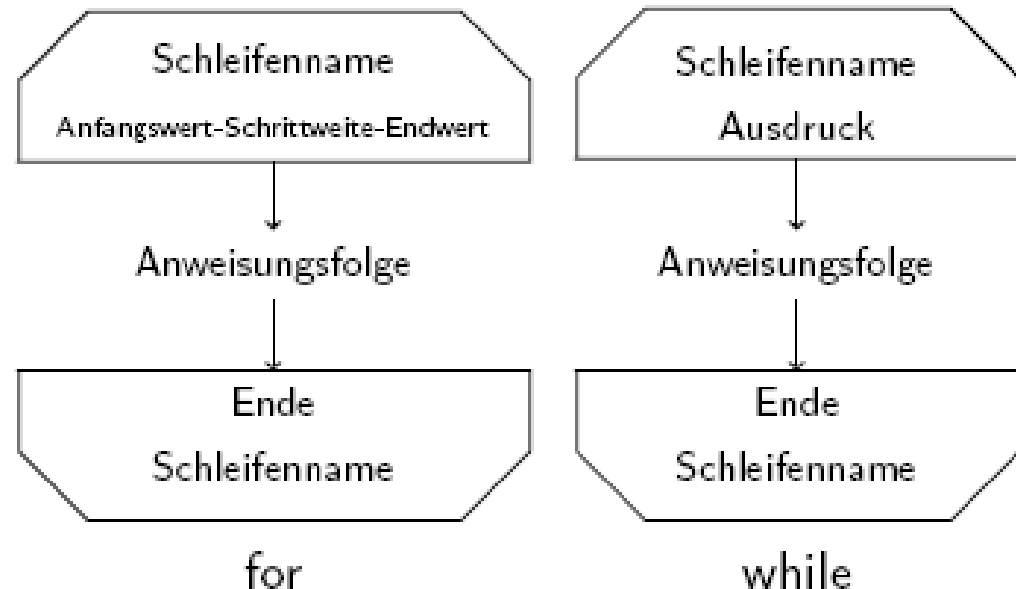 Schleifenname
Anfangswert-Schrittweite-Endwert
Anweisungsfolge
Ende
Schleifenname
for
Schleifenname
Ausdruck
Anweisungsfolge
Ende
Schleifenname
while